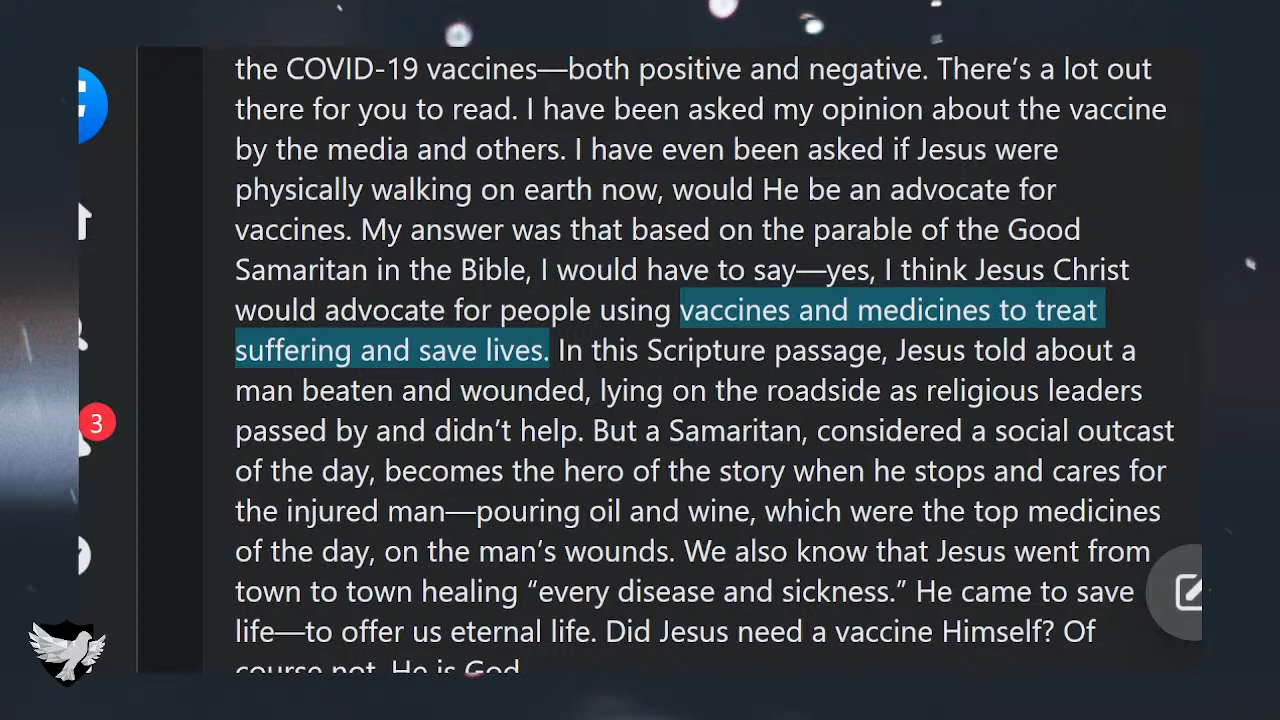 the COVID-19 vaccines—both positive and negative. There’s a lot out
there for you to read. I have been asked my opinion about the vaccine
by the media and others. I have even been asked if Jesus were
physically walking on earth now, would He be an advocate for
vaccines. My answer was that based on the parable of the Good
Samaritan in the Bible, I would have to say—yes, I think Jesus Christ
would advocate for people using vaccines and medicines to treat
suffering and save lives. In this Scripture passage, Jesus told about a
man beaten and wounded, lying on the roadside as religious leaders
passed by and didn’t help. But a Samaritan, considered a social outcast
of the day, becomes the hero of the story when he stops and cares for
the injured man—pouring oil and wine, which were the top medicines
of the day, on the man’s wounds. We also know that Jesus went from
town to town healing “every disease and sickness.” He came to save
life—to offer us eternal life. Did Jesus need a vaccine Himself? Of
course not. He is God
3